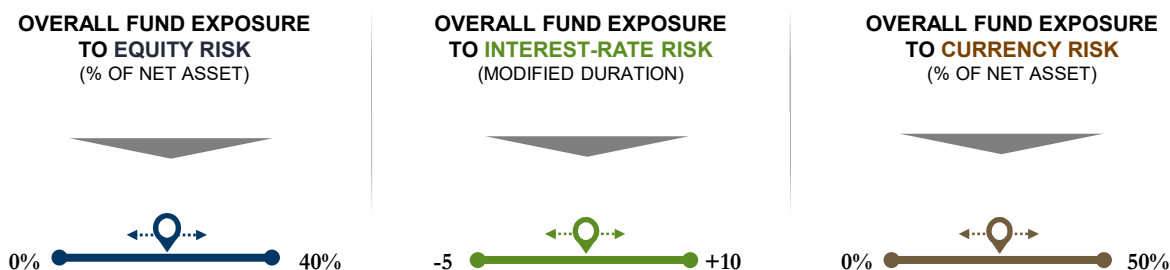 OVERALL FUND EXPOSURE
TO EQUITY RISK
(% OF NET ASSET)
0%
40%
OVERALL FUND EXPOSURE
TO INTEREST-RATE RISK
(MODIFIED DURATION)
-5
+10
OVERALL FUND EXPOSURE
TO CURRENCY RISK
(% OF NET ASSET)
0%
50%